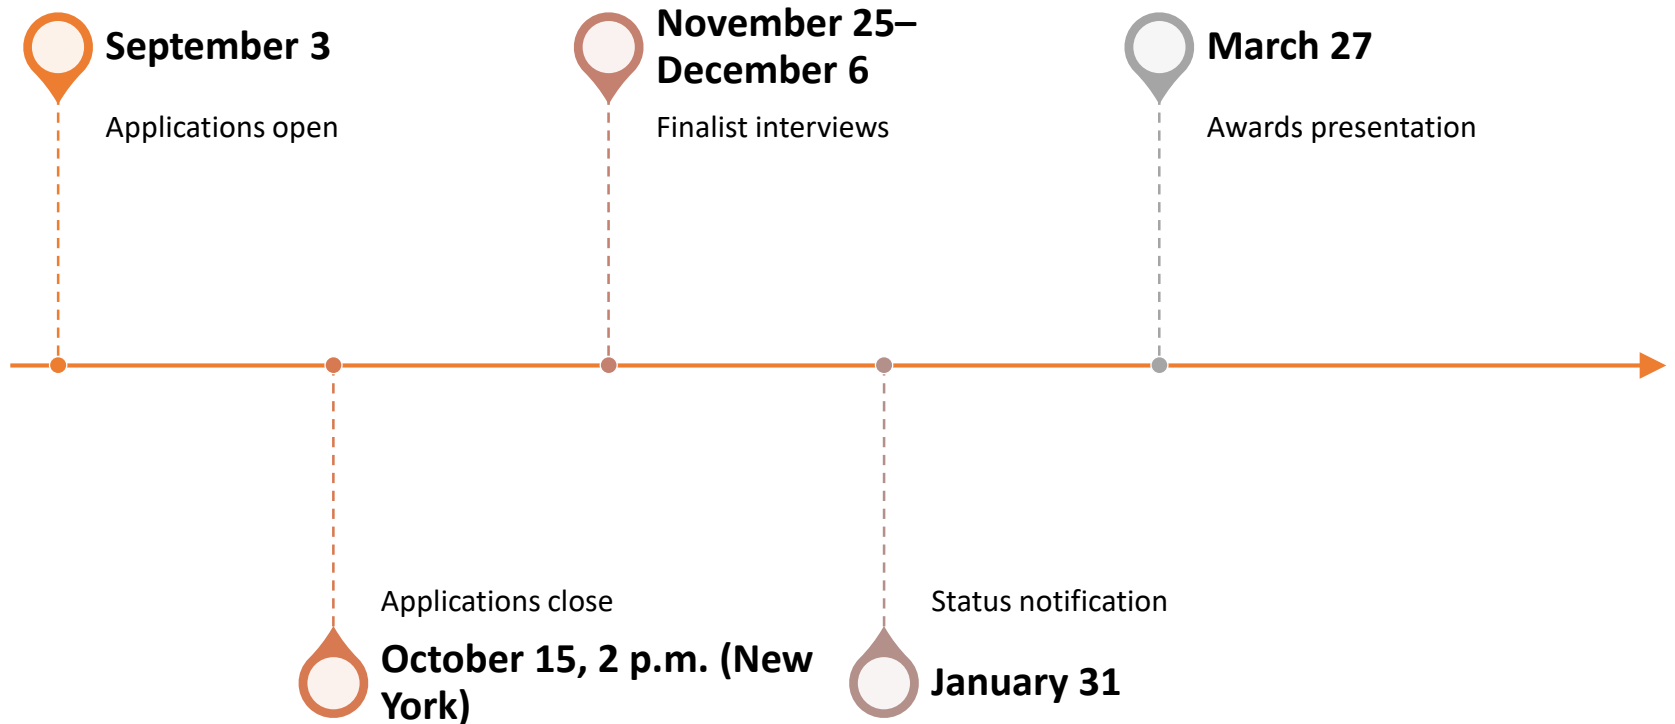 September 3
Applications open
November 25–
December 6
Finalist interviews
March 27
Awards presentation
Applications close
October 15, 2 p.m. (New
York)
Status notification
January 31